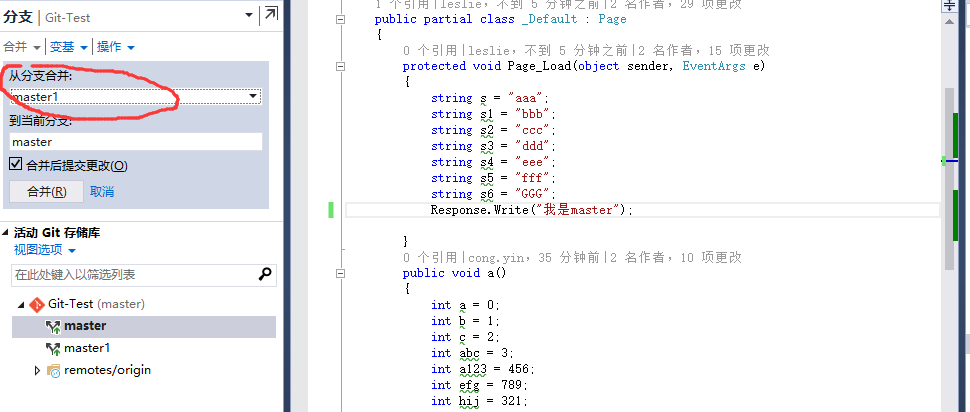 分支 | Git-Test
合并 变基 操作
从分支合并:
master1
到当前分支:
master
合并后提交更改(O)
合并(R) 取消
活动 Git 存储库
视图选项
在此处键入以筛选列表
Git-Test (master)
master
master1
remotes/origin
1 个引用|leslie，不到 5 分钟之前|2 名作者，29 项更改
public partial class _Default : Page
{
0 个引用|leslie，不到 5 分钟之前|2 名作者，15 项更改
protected void Page_Load(object sender, EventArgs e)
{
string s = "aaa";
string s1 = "bbb";
string s2 = "ccc";
string s3 = "ddd";
string s4 = "eee";
string s5 = "fff";
string s6 = "GGG";
Response.Write("我是master");
}
0 个引用|cong.yin，35 分钟前|2 名作者，10 项更改
public void a()
{
int a = 0;
int b = 1;
int c = 2;
int abc = 3;
int a123 = 456;
int efg = 789;
int hij = 321;